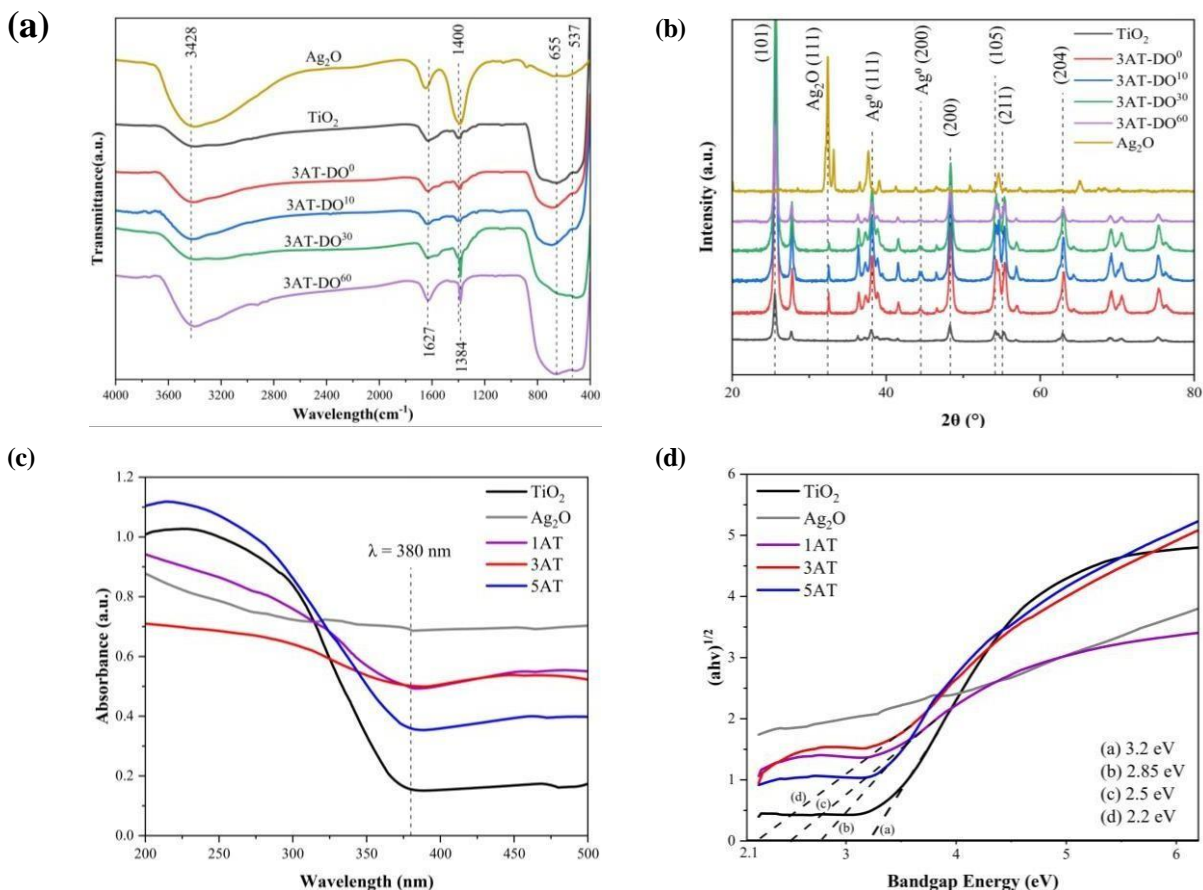 (a)
3428
1400
655
537
Ag₂O
TiO₂
3AT-DO⁰
3AT-DO¹⁰
3AT-DO³⁰
3AT-DO⁶⁰
1627
1384
Transmittance(a.u.)
4000 3600 3200 2800 2400 2000 1600 1200 800 400
Wavelength(cm⁻¹)
(b)
(101)
Ag₂O (111)
Ag⁰ (111)
Ag⁰ (200)
(200)
(105)
(211)
(204)
TiO₂
3AT-DO⁰
3AT-DO¹⁰
3AT-DO³⁰
3AT-DO⁶⁰
Ag₂O
Intensity (a.u.)
20 40 60 80
2θ (°)
(c)
TiO₂
Ag₂O
1AT
3AT
5AT
λ = 380 nm
Absorbance (a.u.)
1.2
1.0
0.8
0.6
0.4
0.2
0.0
200 250 300 350 400 450 500
Wavelength (nm)
(d)
TiO₂
Ag₂O
1AT
3AT
5AT
(ahv)¹/²
6
5
4
3
2
1
0
(d)
(c)
(b)
(a)
(a) 3.2 eV
(b) 2.85 eV
(c) 2.5 eV
(d) 2.2 eV
2.1 3 4 5 6
Bandgap Energy (eV)